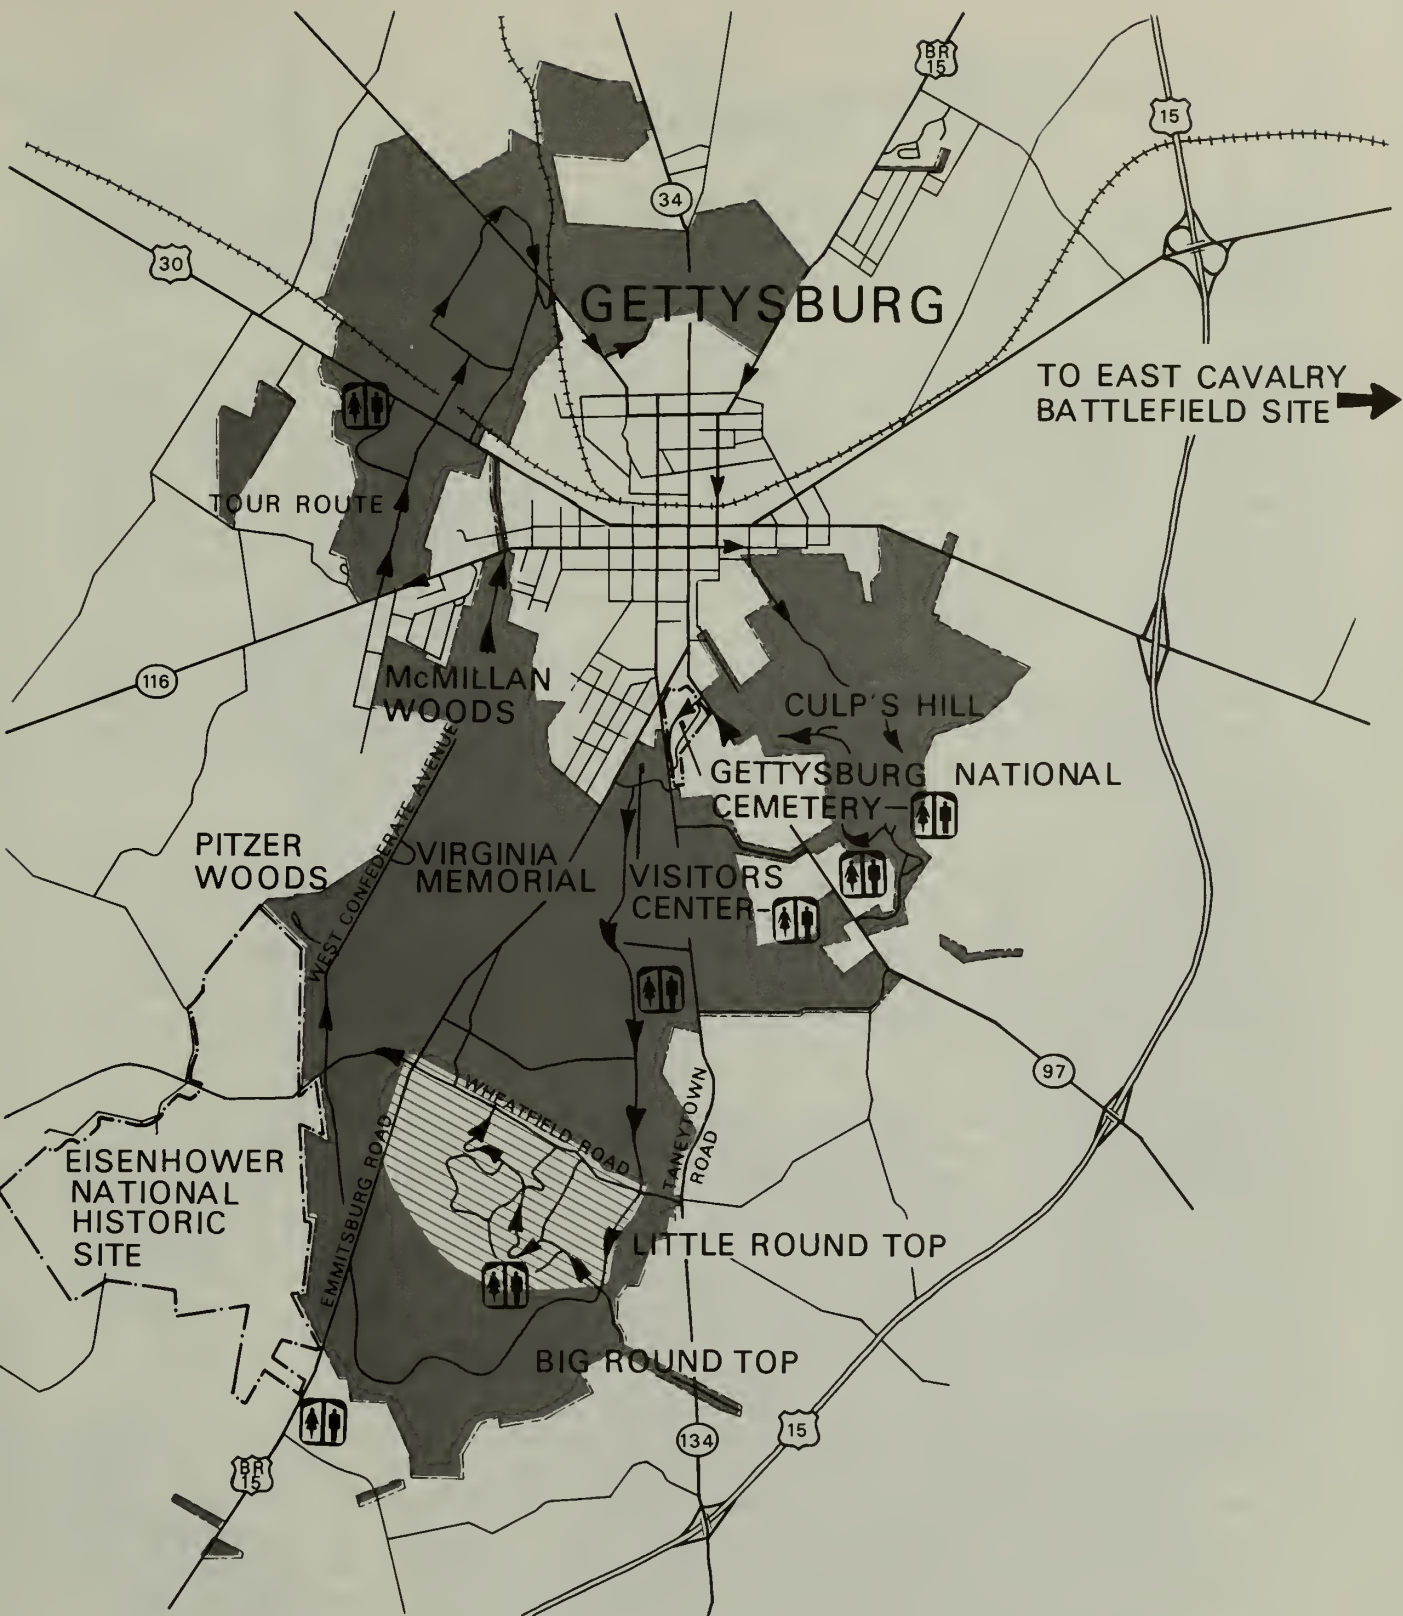 BR
15
15
34
30
GETTYSBURG
TO EAST CAVALRY
BATTLEFIELD SITE
TOUR ROUTE
116
McMILLAN
WOODS
CULP'S HILL
GETTYSBURG NATIONAL
CEMETERY
WEST CONFEDERATE AVENUE
PITZER
WOODS
VIRGINIA
MEMORIAL
VISITORS
CENTER
97
WHEATFIELD ROAD
TANEYTOWN
ROAD
EMMITSBURG ROAD
EISENHOWER
NATIONAL
HISTORIC
SITE
LITTLE ROUND TOP
BIG ROUND TOP
134
15
BR
15